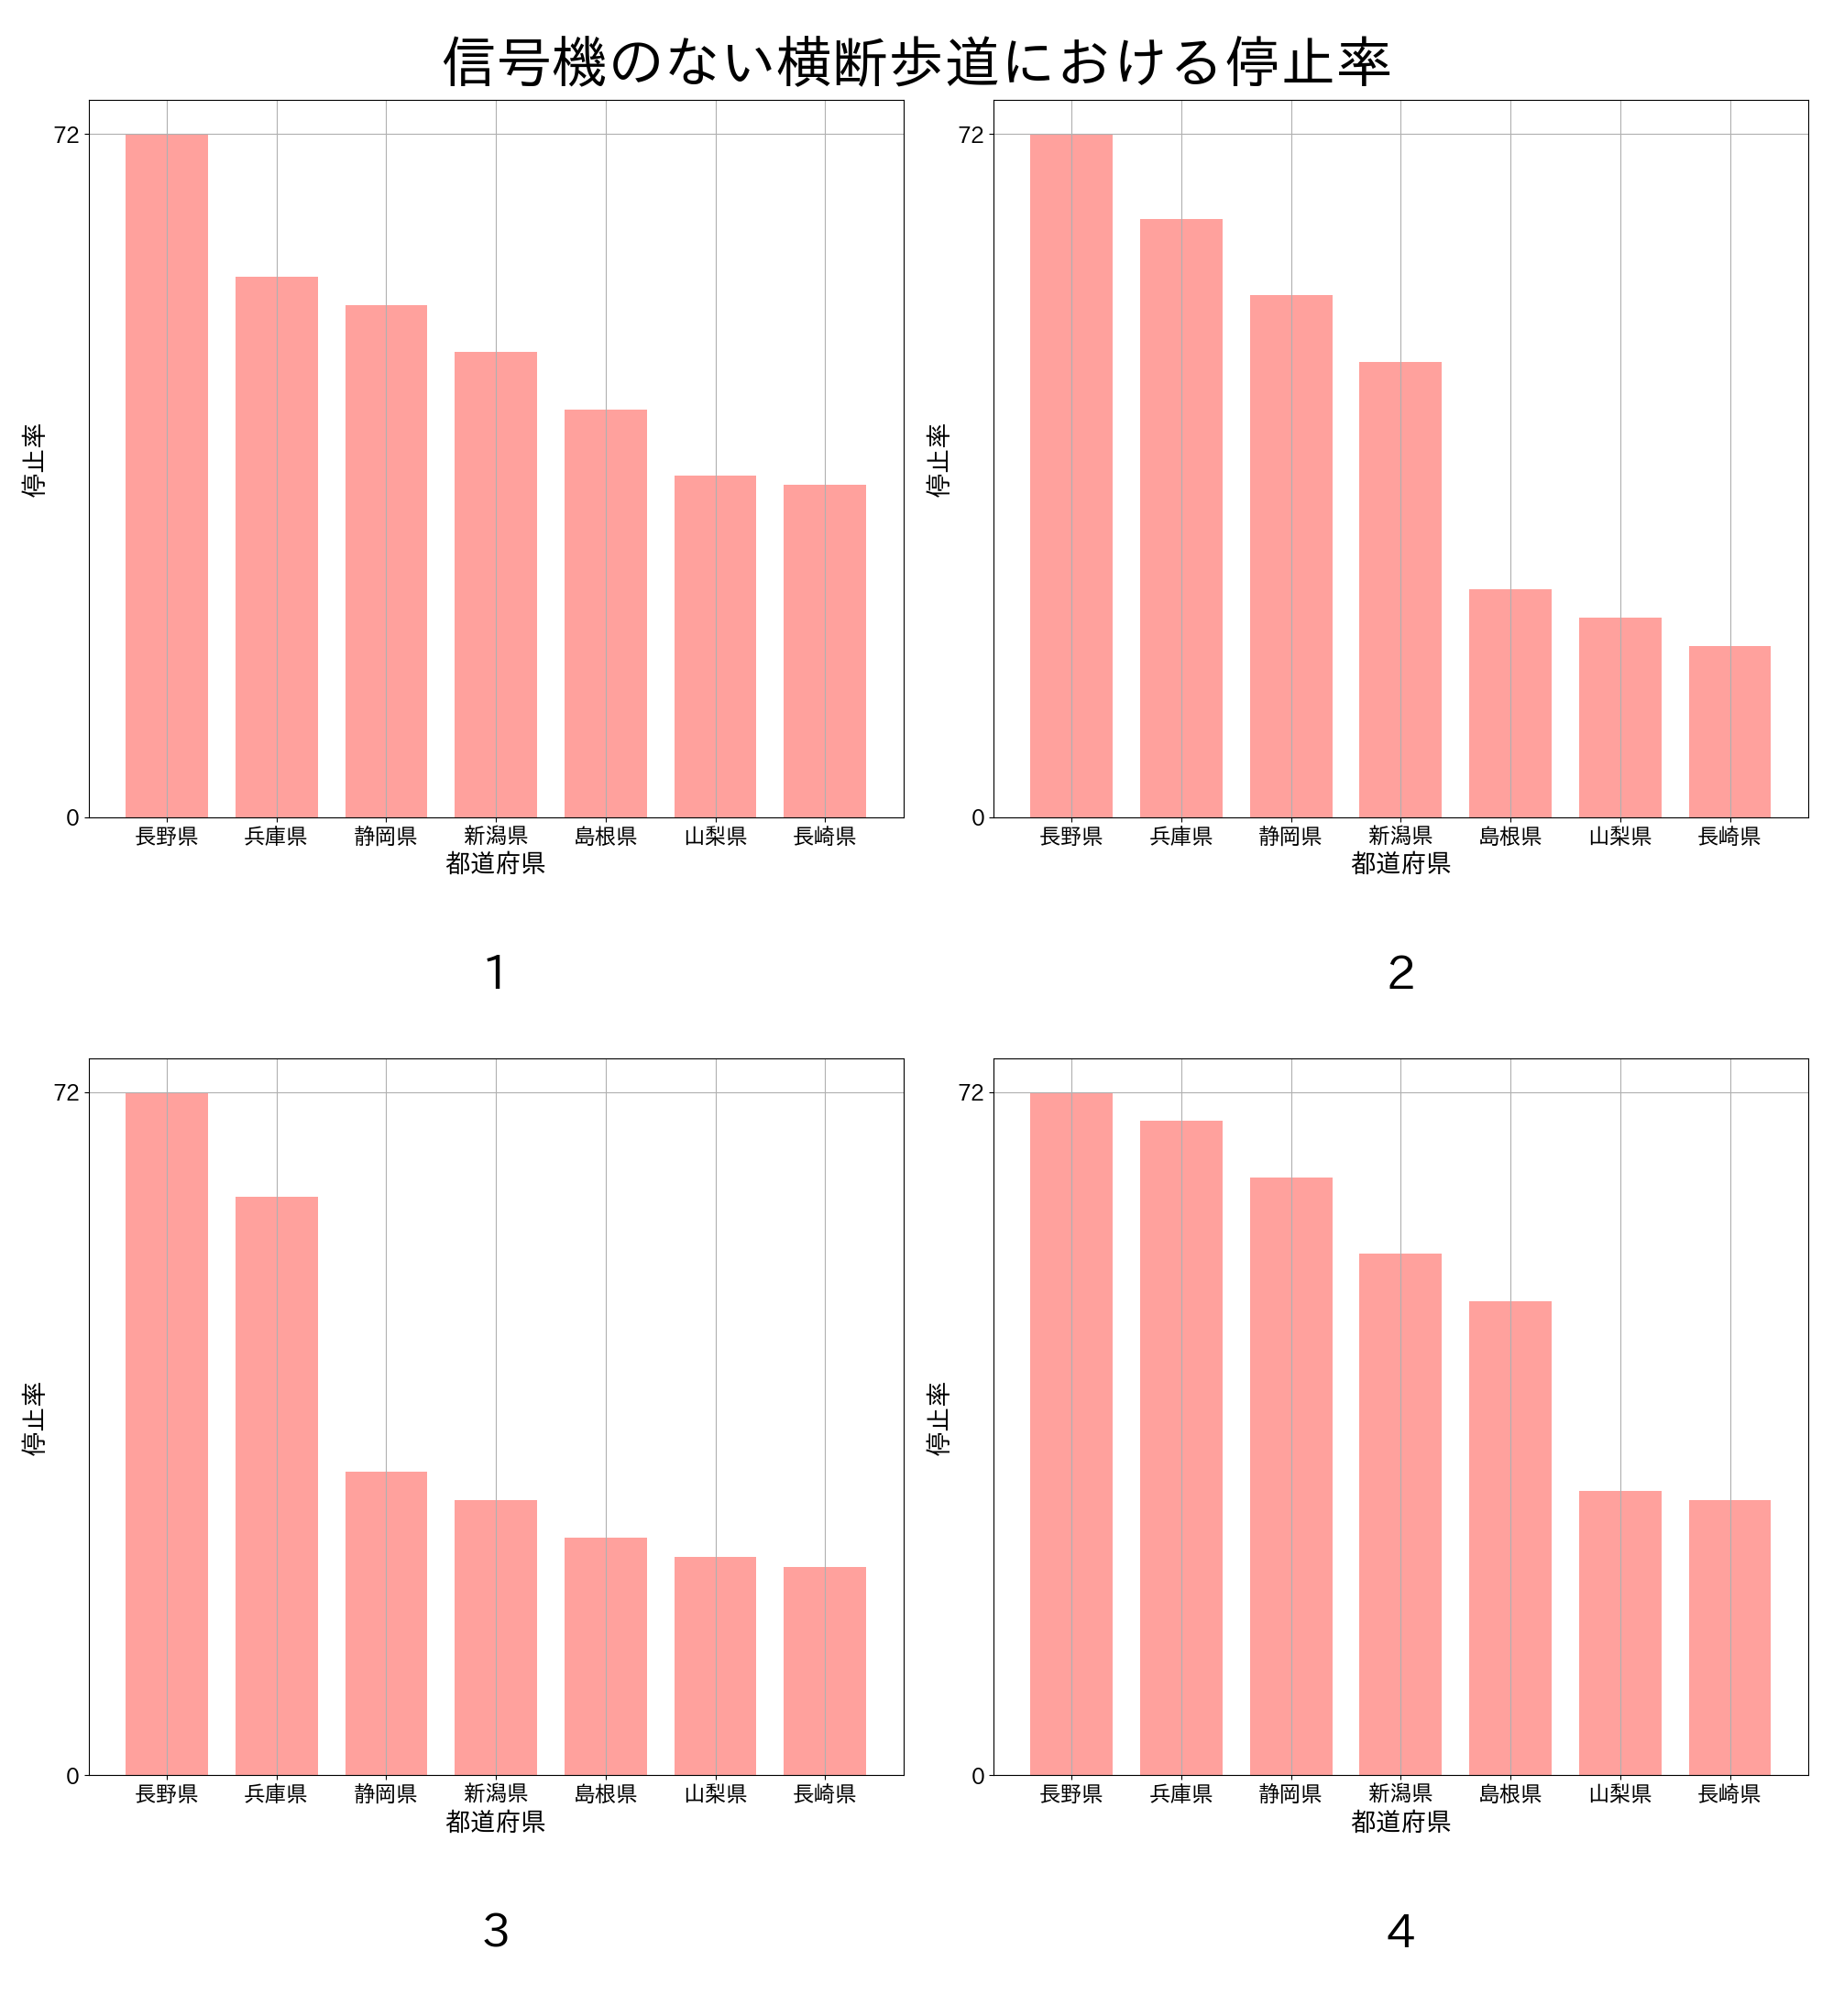 信号機のない横断歩道における停止率
72
0
停止率
長野県 兵庫県 静岡県 新潟県 島根県 山梨県 長崎県
都道府県
1
72
0
停止率
長野県 兵庫県 静岡県 新潟県 島根県 山梨県 長崎県
都道府県
2
72
0
停止率
長野県 兵庫県 静岡県 新潟県 島根県 山梨県 長崎県
都道府県
3
72
0
停止率
長野県 兵庫県 静岡県 新潟県 島根県 山梨県 長崎県
都道府県
4